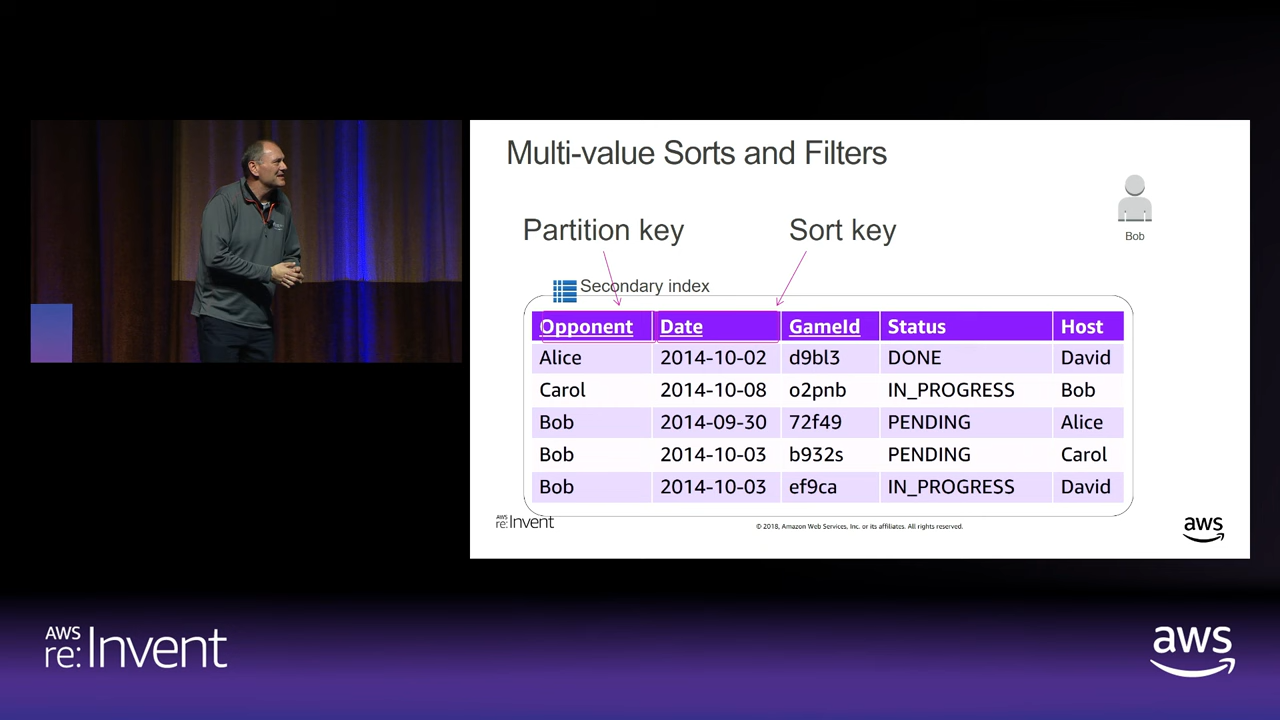 Multi-value Sorts and Filters
Bob
Partition key
Sort key
Secondary index
Opponent Date GameId Status Host
Alice 2014-10-02 d9bl3 DONE David
Carol 2014-10-08 o2pnb IN_PROGRESS Bob
Bob 2014-09-30 72f49 PENDING Alice
Bob 2014-10-03 b932s PENDING Carol
Bob 2014-10-03 ef9ca IN_PROGRESS David
AWS
re:Invent
© 2018, Amazon Web Services, Inc. or its affiliates. All rights reserved.
aws
AWS
re:Invent
aws